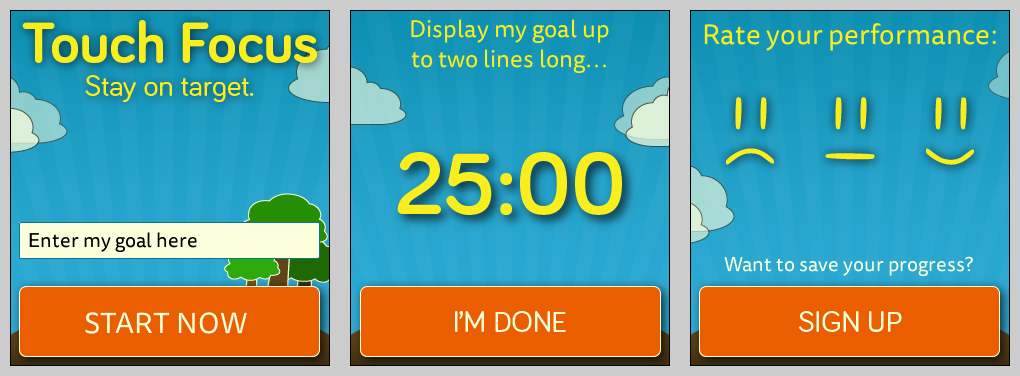 Touch Focus
Stay on target.
Enter my goal here
START NOW
Display my goal up
to two lines long...
25:00
I'M DONE
Rate your performance:
Want to save your progress?
SIGN UP